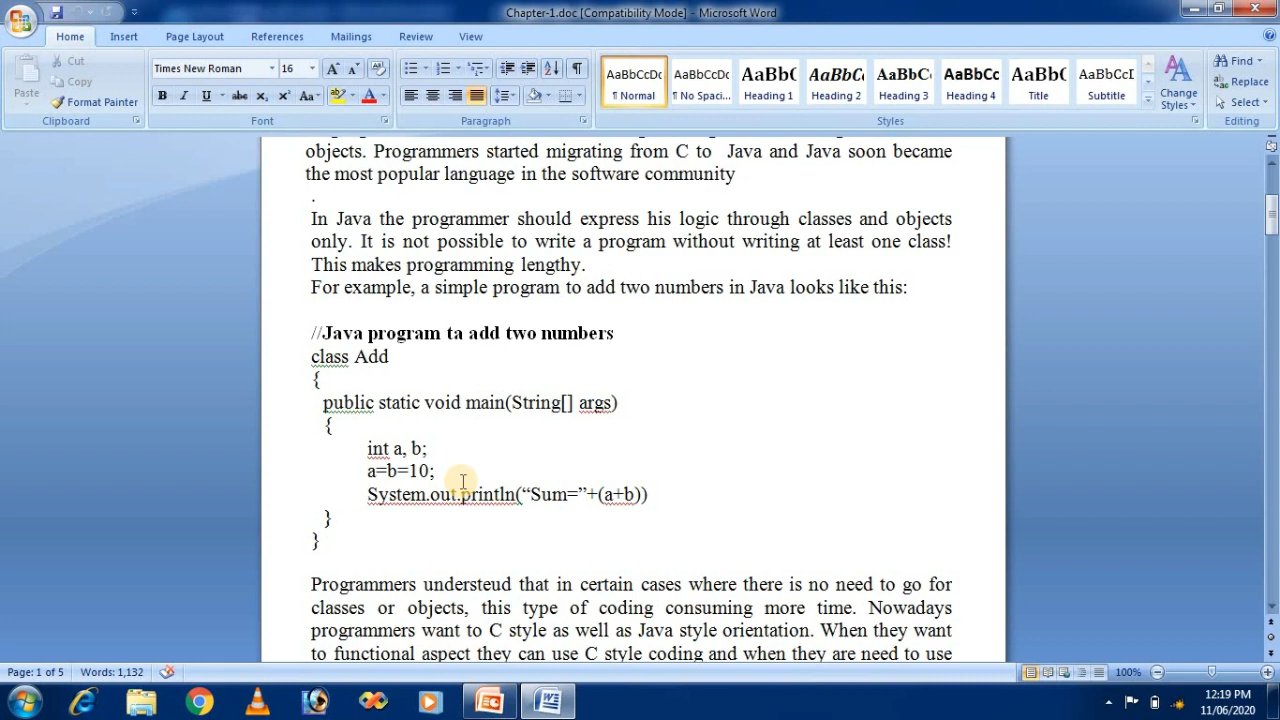 Chapter-1.doc [Compatibility Mode] - Microsoft Word
Home Insert Page Layout References Mailings Review View
Paste Cut Copy Format Painter Clipboard
Times New Roman 16
B I U abc x₂ x² Aa ab A
Font
Paragraph
AaBbCcDc AaBbCcDc AaBbC AaBbCc AaBbCc AaBbCc AaBbC AaBbCcI
¶ Normal ¶ No Spaci... Heading 1 Heading 2 Heading 3 Heading 4 Title Subtitle
Styles
Change Styles
Find Replace Select Editing
objects. Programmers started migrating from C to Java and Java soon became
the most popular language in the software community
.
In Java the programmer should express his logic through classes and objects
only. It is not possible to write a program without writing at least one class!
This makes programming lengthy.
For example, a simple program to add two numbers in Java looks like this:
//Java program ta add two numbers
class Add
{
public static void main(String[] args)
{
int a, b;
a=b=10;
System.out.println(“Sum=”+(a+b))
}
}
Programmers understeud that in certain cases where there is no need to go for
classes or objects, this type of coding consuming more time. Nowadays
programmers want to C style as well as Java style orientation. When they want
to functional aspect they can use C style coding and when they are need to use
Page: 1 of 5 Words: 1,132 100%
12:19 PM
11/06/2020